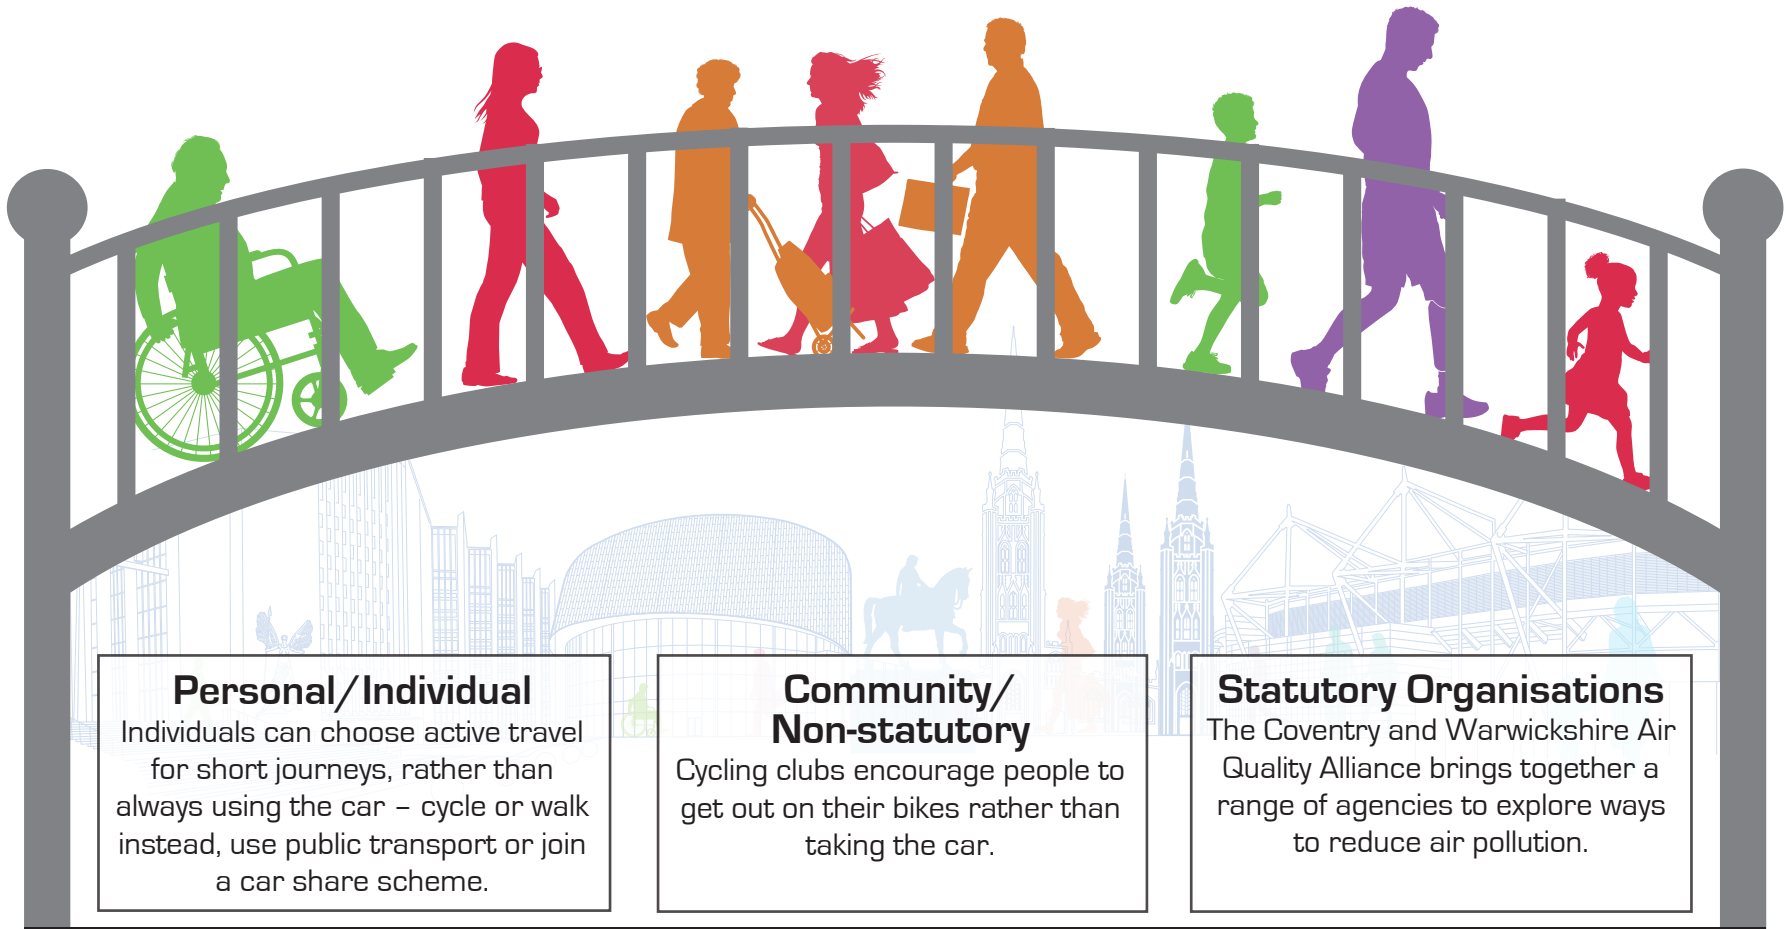 Personal/Individual
Individuals can choose active travel
for short journeys, rather than
always using the car – cycle or walk
instead, use public transport or join
a car share scheme.
Community/
Non-statutory
Cycling clubs encourage people to
get out on their bikes rather than
taking the car.
Statutory Organisations
The Coventry and Warwickshire Air
Quality Alliance brings together a
range of agencies to explore ways
to reduce air pollution.